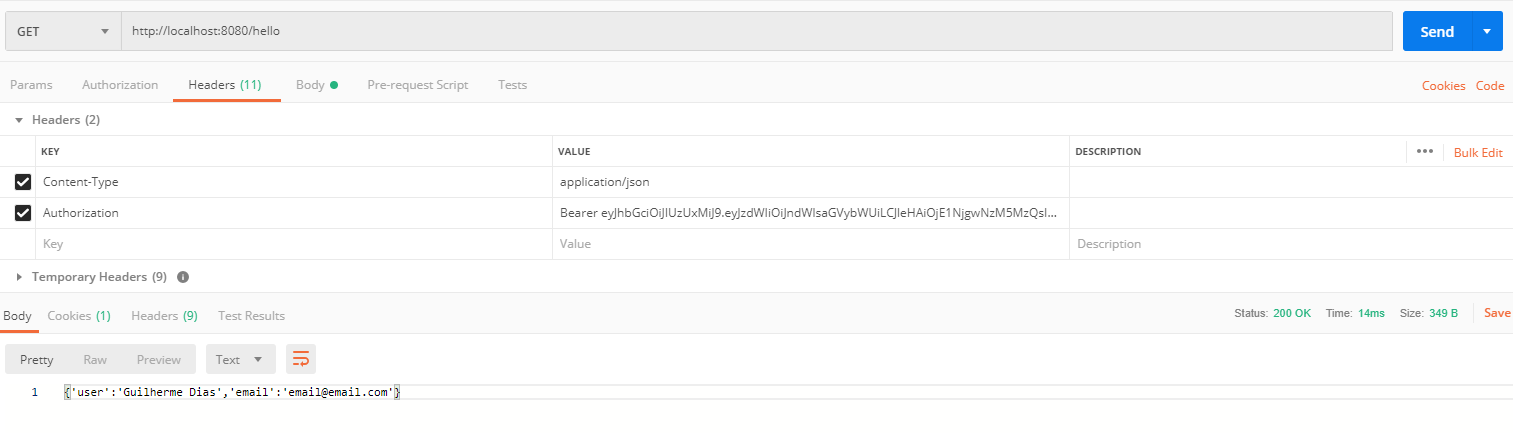 GET http://localhost:8080/hello Send
Params Authorization Headers (11) Body Pre-request Script Tests Cookies Code
Headers (2)
KEY VALUE DESCRIPTION ••• Bulk Edit
Content-Type application/json
Authorization Bearer eyJhbGciOiJIUzUxMiJ9.eyJzdWIiOiJndWlsaGVybWUiLCJleHAiOjE1NjgwNzM5MzQsI...
Key Value Description
Temporary Headers (9) i
Body Cookies (1) Headers (9) Test Results Status: 200 OK Time: 14ms Size: 349 B Save
Pretty Raw Preview Text
1 {'user':'Guilherme Dias','email':'email@email.com'}